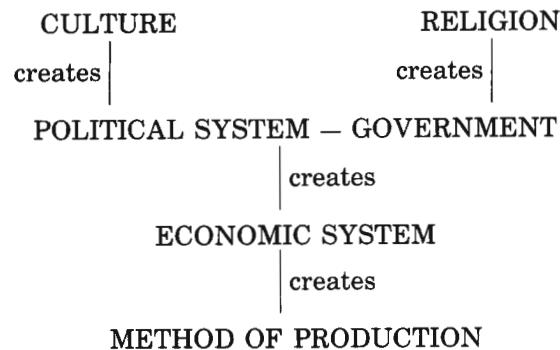 CULTURE RELIGION
creates creates
POLITICAL SYSTEM – GOVERNMENT
creates
ECONOMIC SYSTEM
creates
METHOD OF PRODUCTION